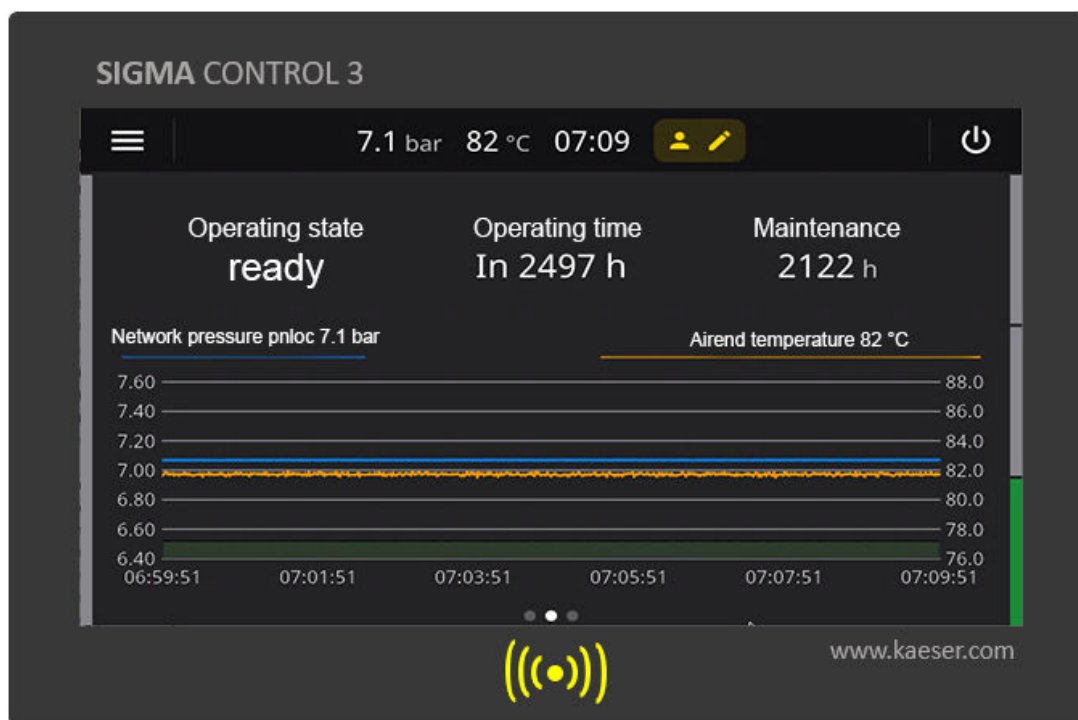 SIGMA CONTROL 3
7.1 bar 82 °C 07:09
Operating state Operating time Maintenance
ready In 2497 h 2122 h
Network pressure pnloc 7.1 bar Airend temperature 82 °C
7.60 88.0
7.40 86.0
7.20 84.0
7.00 82.0
6.80 80.0
6.60 78.0
6.40 76.0
06:59:51 07:01:51 07:03:51 07:05:51 07:07:51 07:09:51
www.kaeser.com